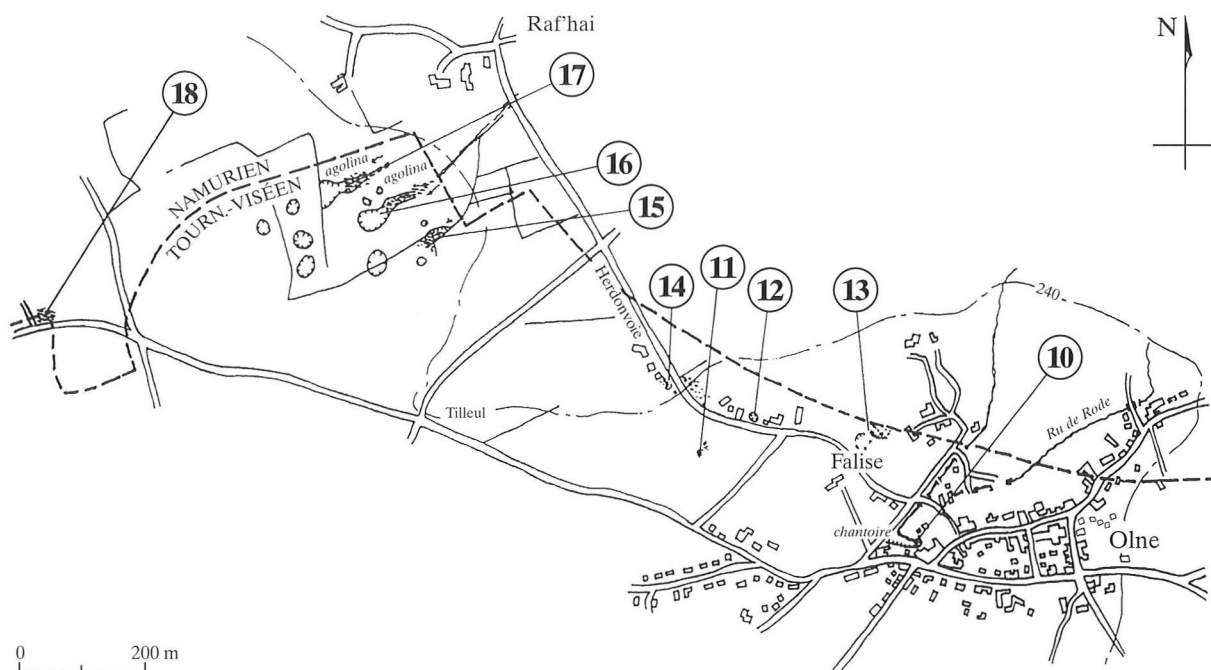 Raf'hai
N
18
17
agolina
16
agolina
NAMURIEN
TOURN.-VISÉEN
15
Herdonvoie
14
11
12
13
240
10
Tilleul
Ru de Rode
Falise
chantoire
Olne
0 200 m